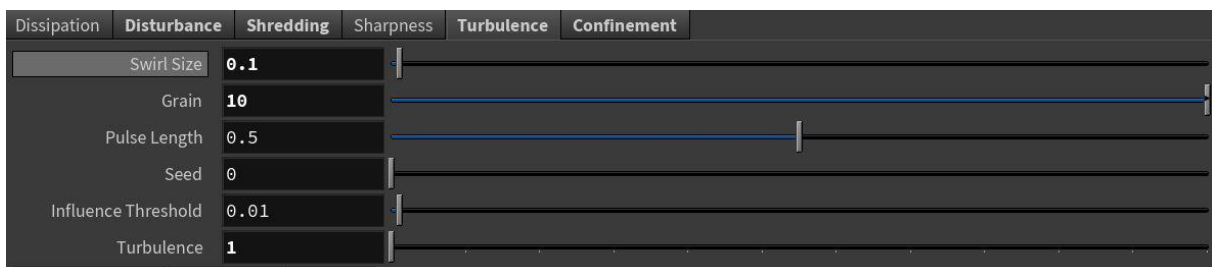 Dissipation Disturbance Shredding Sharpness Turbulence Confinement
Swirl Size 0.1
Grain 10
Pulse Length 0.5
Seed 0
Influence Threshold 0.01
Turbulence 1